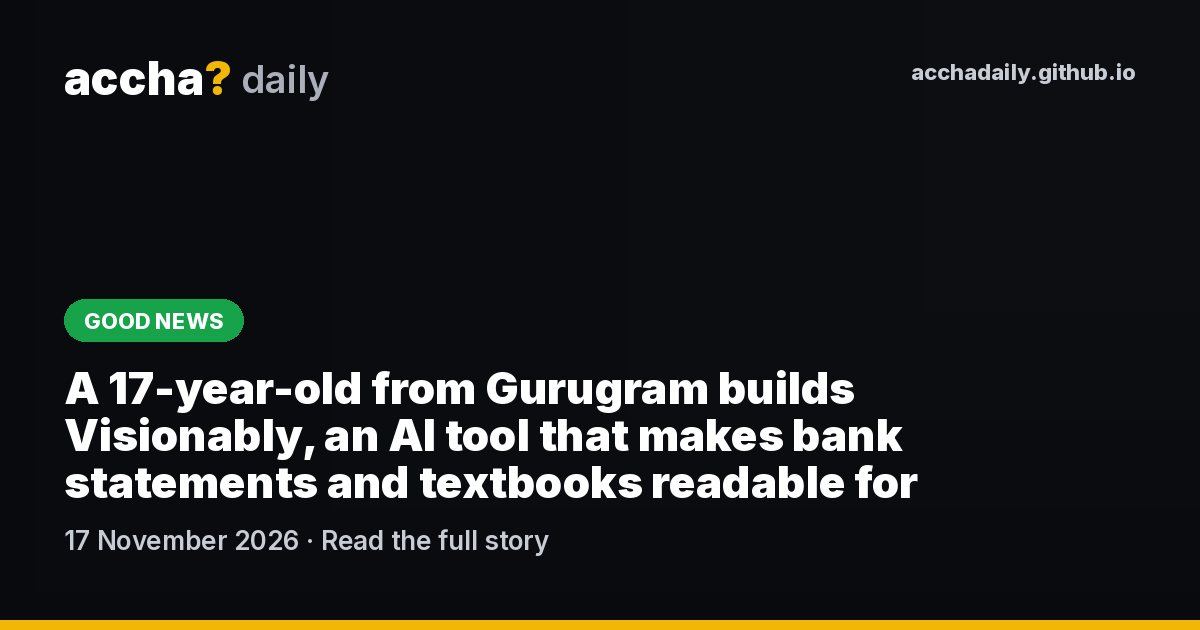 accha? daily
acchadaily.github.io
GOOD NEWS
A 17-year-old from Gurugram builds
Visionably, an AI tool that makes bank
statements and textbooks readable for
17 November 2026 · Read the full story